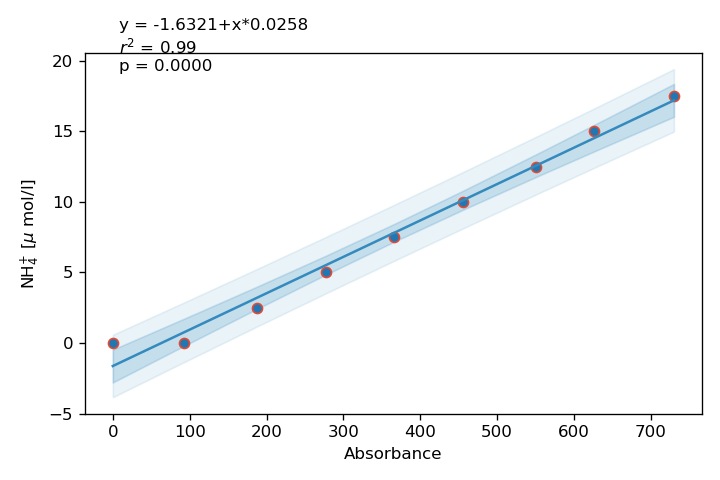 y = -1.6321+x*0.0258
r² = 0.99
p = 0.0000
20
15
10
5
0
−5
NH₄⁺ [μ mol/l]
0 100 200 300 400 500 600 700
Absorbance